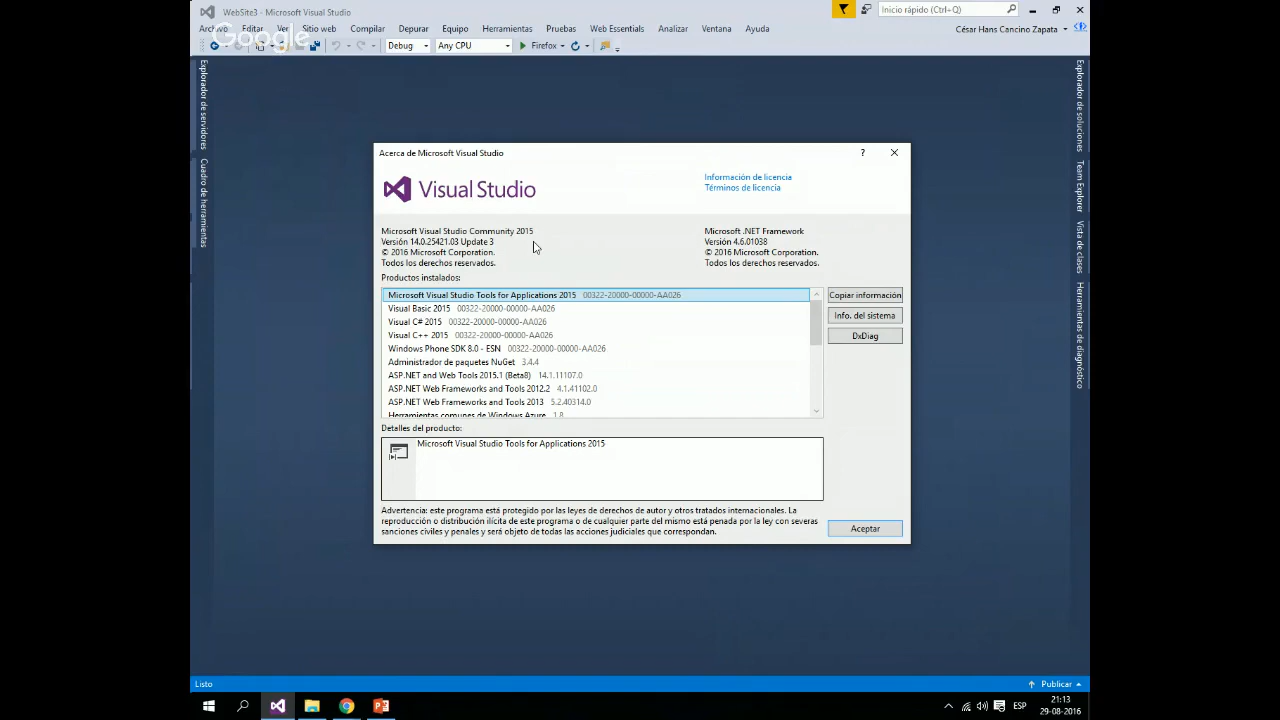 WebSite3 - Microsoft Visual Studio
Inicio rápido (Ctrl+Q)
Archivo Editar Ver Sitio web Compilar Depurar Equipo Herramientas Pruebas Web Essentials Analizar Ventana Ayuda
César Hans Cancino Zapata
Google
Debug Any CPU Firefox
Explorador de servidores
Cuadro de herramientas
Explorador de soluciones
Team Explorer
Vista de clases
Herramientas de diagnóstico
Acerca de Microsoft Visual Studio
Visual Studio
Información de licencia
Términos de licencia
Microsoft Visual Studio Community 2015
Versión 14.0.25421.03 Update 3
© 2016 Microsoft Corporation.
Todos los derechos reservados.
Microsoft .NET Framework
Versión 4.6.01038
© 2016 Microsoft Corporation.
Todos los derechos reservados.
Productos instalados:
Microsoft Visual Studio Tools for Applications 2015 00322-20000-00000-AA026
Visual Basic 2015 00322-20000-00000-AA026
Visual C# 2015 00322-20000-00000-AA026
Visual C++ 2015 00322-20000-00000-AA026
Windows Phone SDK 8.0 - ESN 00322-20000-00000-AA026
Administrador de paquetes NuGet 3.4.4
ASP.NET and Web Tools 2015.1 (Beta8) 14.1.11107.0
ASP.NET Web Frameworks and Tools 2012.2 4.1.41102.0
ASP.NET Web Frameworks and Tools 2013 5.2.40314.0
Herramientas comunes de Windows Azure 1.8
Copiar información
Info. del sistema
DxDiag
Detalles del producto:
Microsoft Visual Studio Tools for Applications 2015
Advertencia: este programa está protegido por las leyes de derechos de autor y otros tratados internacionales. La
reproducción o distribución ilícita de este programa o de cualquier parte del mismo está penada por la ley con severas
sanciones civiles y penales y será objeto de todas las acciones judiciales que correspondan.
Aceptar
Listo
Publicar
ESP
21:13
29-08-2016